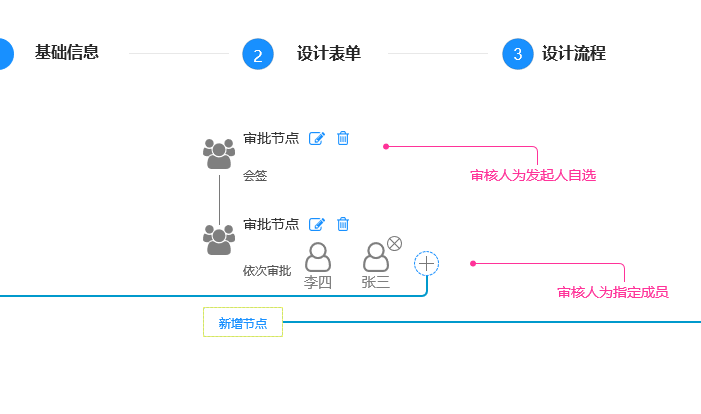 基础信息
2 设计表单
3 设计流程
审批节点
会签
审核人为发起人自选
审批节点
依次审批
李四
张三
审核人为指定成员
新增节点